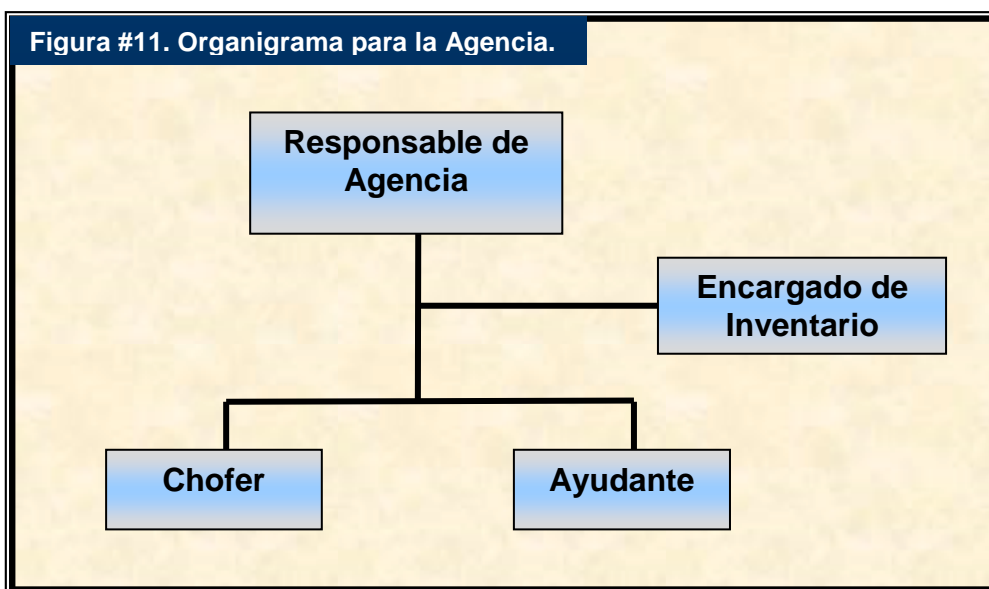 Figura #11. Organigrama para la Agencia.
Responsable de
Agencia
Encargado de
Inventario
Chofer
Ayudante